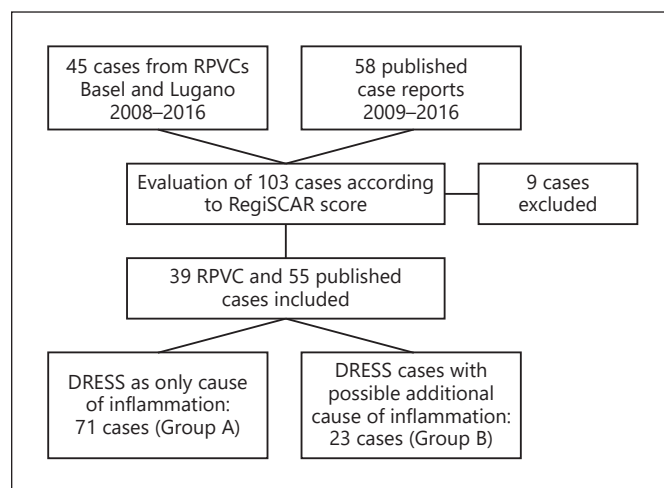 45 cases from RPVCs
Basel and Lugano
2008–2016
58 published
case reports
2009–2016
Evaluation of 103 cases according
to RegiSCAR score
9 cases
excluded
39 RPVC and 55 published
cases included
DRESS as only cause
of inflammation:
71 cases (Group A)
DRESS cases with
possible additional
cause of inflammation:
23 cases (Group B)